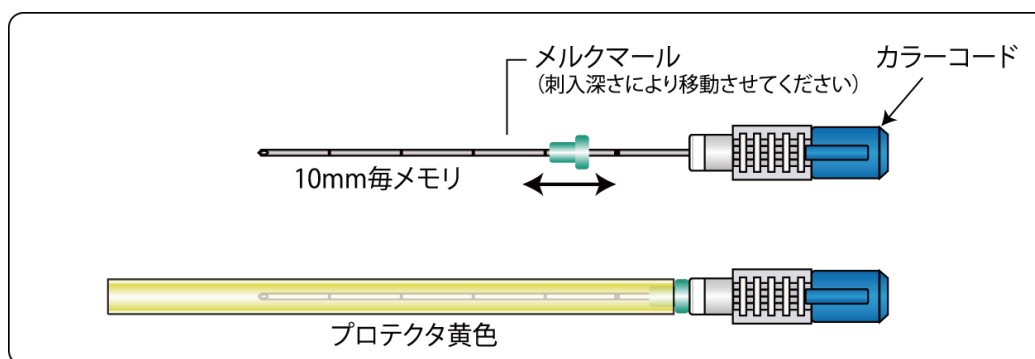 メルクマール
(刺入深さにより移動させてください)
カラーコード
10mm毎メモリ
プロテクタ黄色